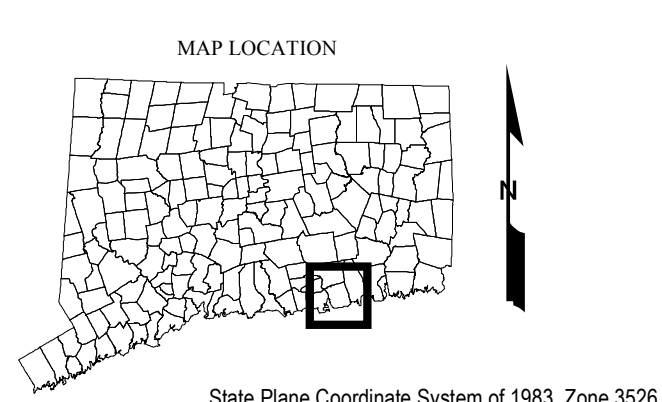 MAP LOCATION
N
State Plane Coordinate System of 1983, Zone 3526